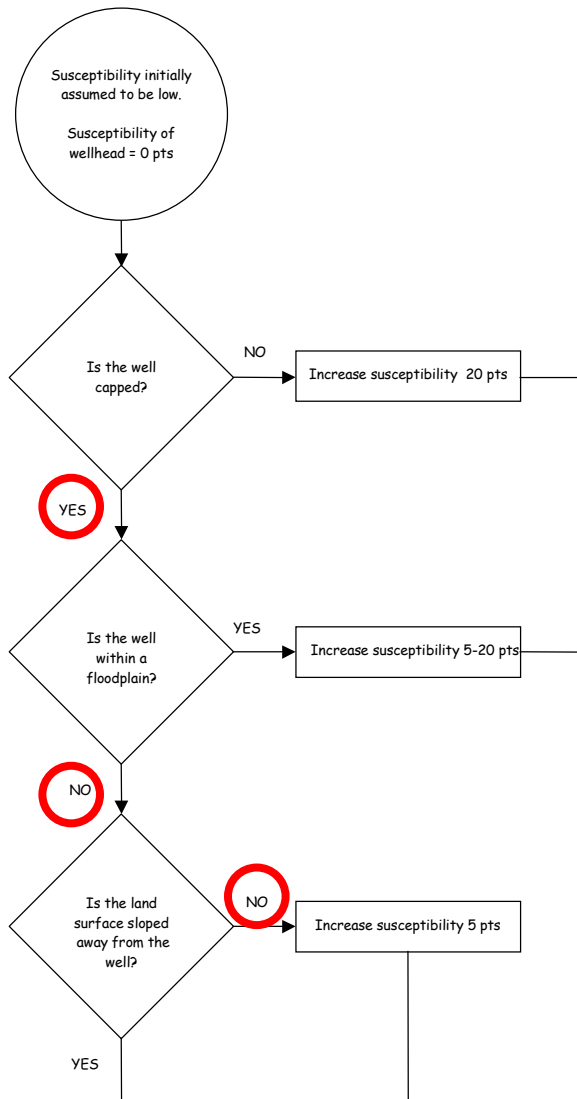 Susceptibility initially
assumed to be low.
Susceptibility of
wellhead = 0 pts
Is the well
capped?
NO
Increase susceptibility  20 pts
YES
Is the well
within a
floodplain?
YES
Increase susceptibility 5-20 pts
NO
Is the land
surface sloped
away from the
well?
NO
Increase susceptibility 5 pts
YES